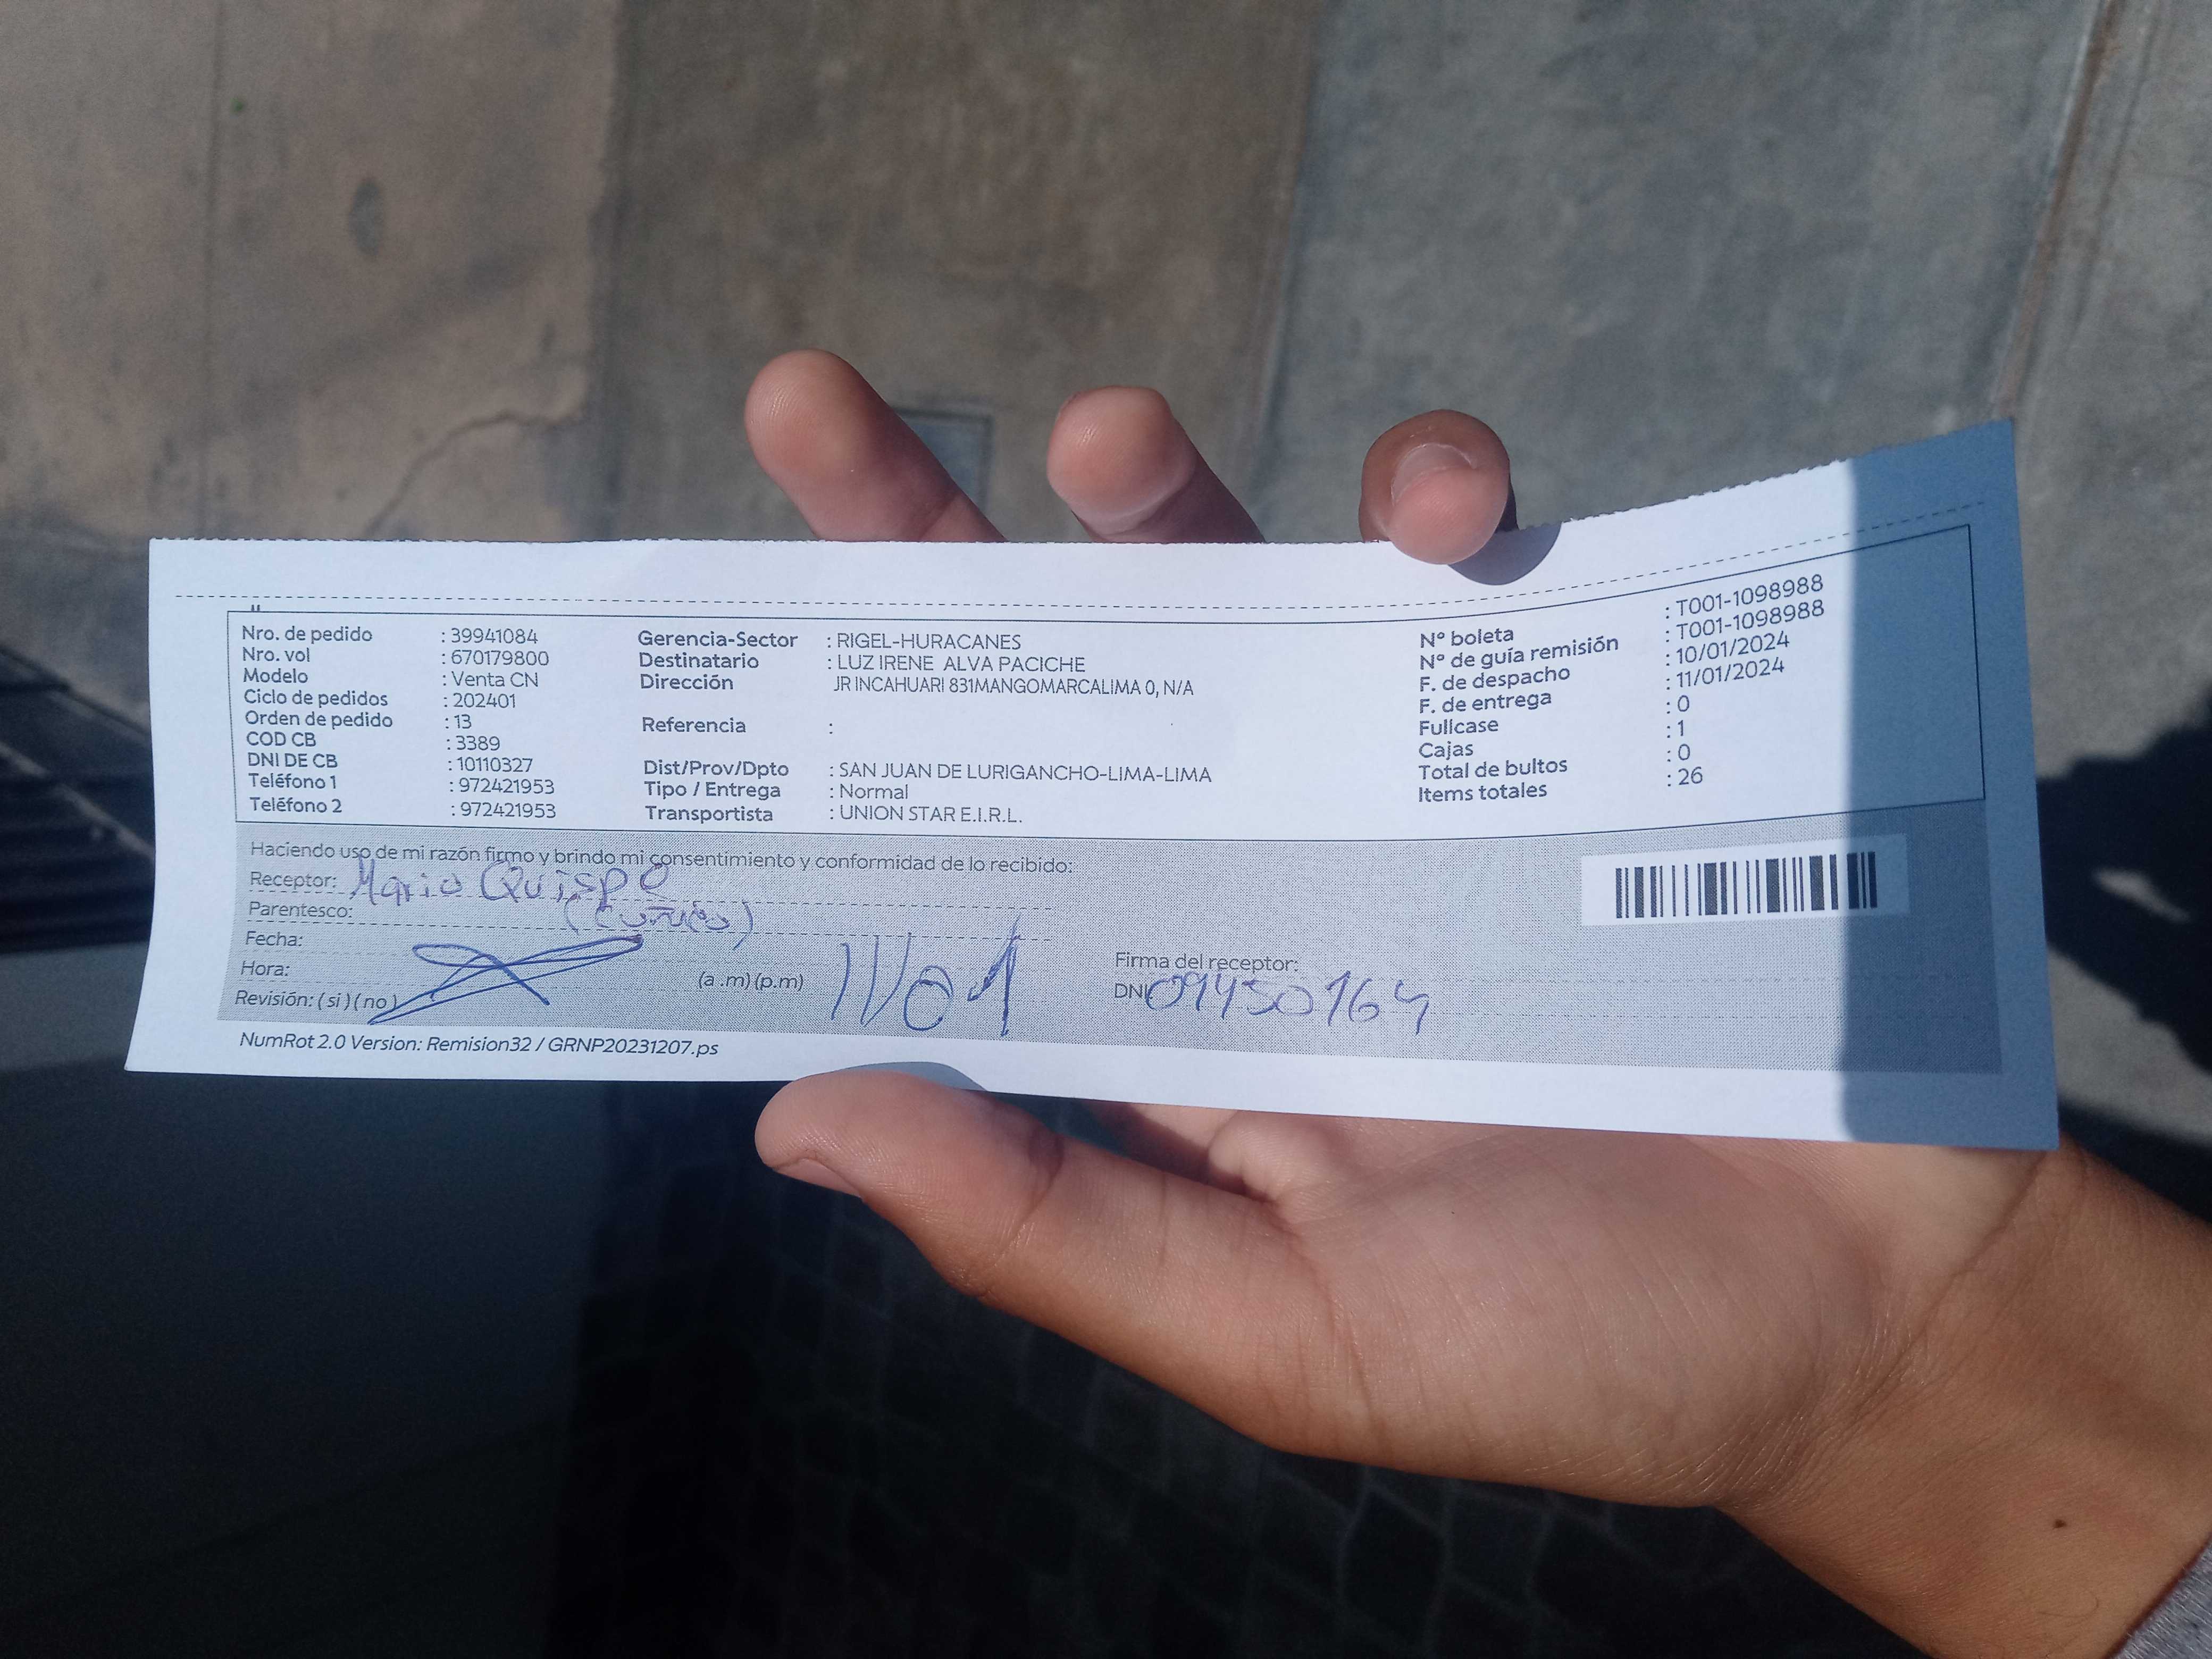 Nro. de pedido : 39941084
Nro. vol : 670179800
Modelo : Venta CN
Ciclo de pedidos : 202401
Orden de pedido : 13
COD CB : 3389
DNI DE CB : 10110327
Teléfono 1 : 972421953
Teléfono 2 : 972421953
Gerencia-Sector : RIGEL-HURACANES
Destinatario : LUZ IRENE ALVA PACICHE
Dirección JR INCAHUARI 831MANGOMARCALIMA 0, N/A
Referencia :
Dist/Prov/Dpto : SAN JUAN DE LURIGANCHO-LIMA-LIMA
Tipo / Entrega : Normal
Transportista : UNION STAR E.I.R.L.
Nº boleta : T001-1098988
Nº de guía remisión : T001-1098988
F. de despacho : 10/01/2024
F. de entrega : 11/01/2024
Fullcase : 0
Cajas : 1
Total de bultos : 0
Items totales : 26
Haciendo uso de mi razón firmo y brindo mi consentimiento y conformidad de lo recibido:
Receptor: Mario Quispe
Parentesco:
Fecha:
Hora: (a .m) (p.m) 11/01
Revisión: ( si ) ( no )
Firma del receptor:
DNI 09450164
NumRot 2.0 Version: Remision32 / GRNP20231207.ps